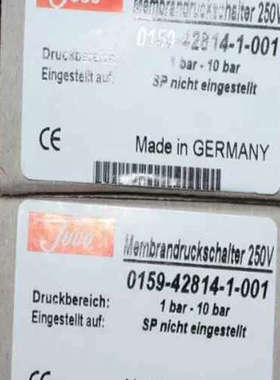 Membrandruckschalter 250V
0159-42814-1-001
Druckbereich: 1 bar - 10 bar
Eingestellt auf: SP nicht eingestellt
CE Made in GERMANY
Membrandruckschalter 250V
0159-42814-1-001
Druckbereich: 1 bar - 10 bar
Eingestellt auf: SP nicht eingestellt
CE